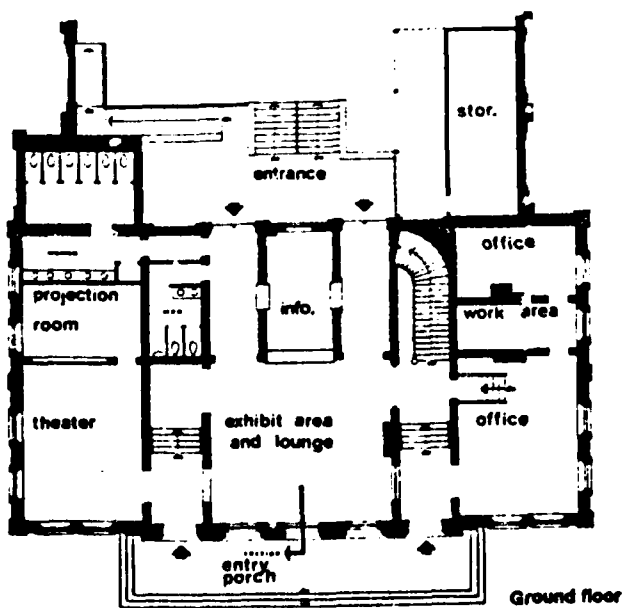 stor.
entrance
office
projection
room
info.
work area
theater
exhibit area
and lounge
office
entry
porch
Ground floor